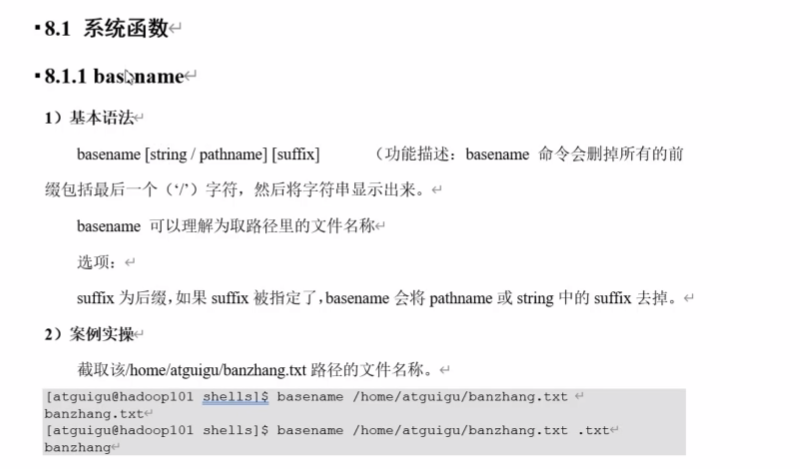 8.1 系统函数
8.1.1 basename
1）基本语法
basename [string / pathname] [suffix] （功能描述：basename 命令会删掉所有的前
缀包括最后一个（‘/’）字符，然后将字符串显示出来。
basename 可以理解为取路径里的文件名称
选项：
suffix 为后缀，如果 suffix 被指定了，basename 会将 pathname 或 string 中的 suffix 去掉。
2）案例实操
截取该/home/atguigu/banzhang.txt 路径的文件名称。
[atguigu@hadoop101 shells]$ basename /home/atguigu/banzhang.txt
banzhang.txt
[atguigu@hadoop101 shells]$ basename /home/atguigu/banzhang.txt .txt
banzhang